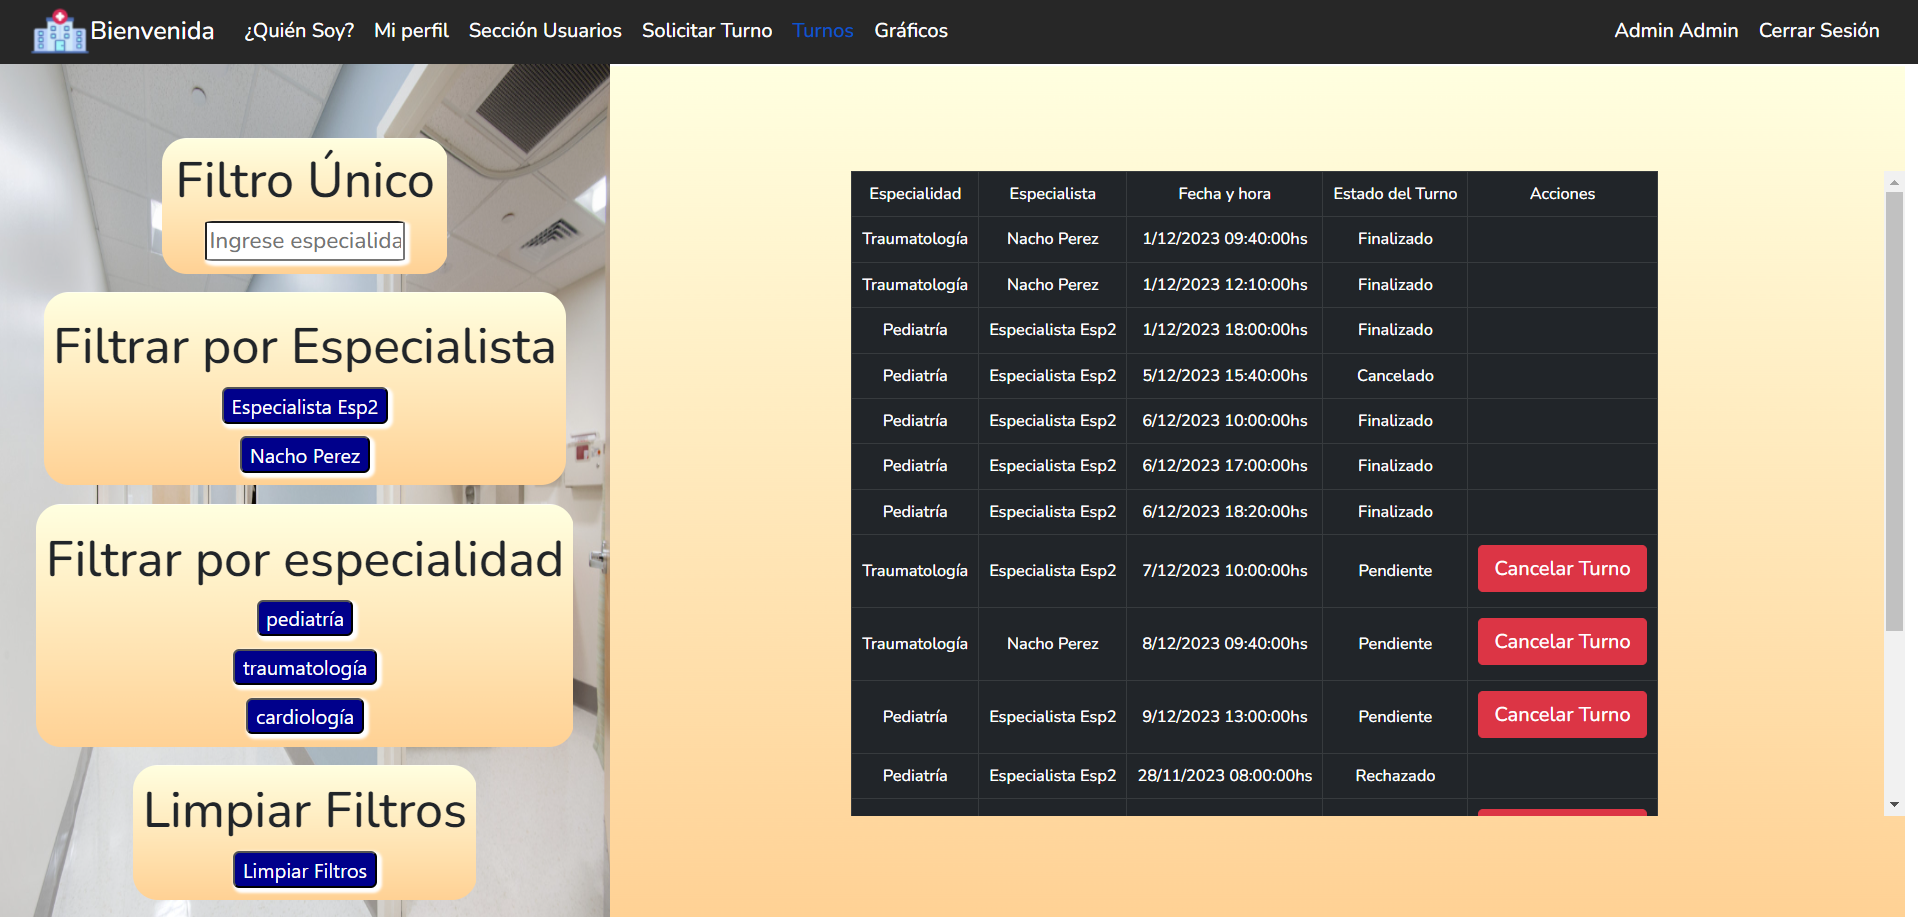 Bienvenida ¿Quién Soy? Mi perfil Sección Usuarios Solicitar Turno Turnos Gráficos Admin Admin Cerrar Sesión
Filtro Único
Ingrese especialida
Filtrar por Especialista
Especialista Esp2
Nacho Perez
Filtrar por especialidad
pediatría
traumatología
cardiología
Limpiar Filtros
Limpiar Filtros
Especialidad Especialista Fecha y hora Estado del Turno Acciones
Traumatología Nacho Perez 1/12/2023 09:40:00hs Finalizado
Traumatología Nacho Perez 1/12/2023 12:10:00hs Finalizado
Pediatría Especialista Esp2 1/12/2023 18:00:00hs Finalizado
Pediatría Especialista Esp2 5/12/2023 15:40:00hs Cancelado
Pediatría Especialista Esp2 6/12/2023 10:00:00hs Finalizado
Pediatría Especialista Esp2 6/12/2023 17:00:00hs Finalizado
Pediatría Especialista Esp2 6/12/2023 18:20:00hs Finalizado
Traumatología Especialista Esp2 7/12/2023 10:00:00hs Pendiente Cancelar Turno
Traumatología Nacho Perez 8/12/2023 09:40:00hs Pendiente Cancelar Turno
Pediatría Especialista Esp2 9/12/2023 13:00:00hs Pendiente Cancelar Turno
Pediatría Especialista Esp2 28/11/2023 08:00:00hs Rechazado